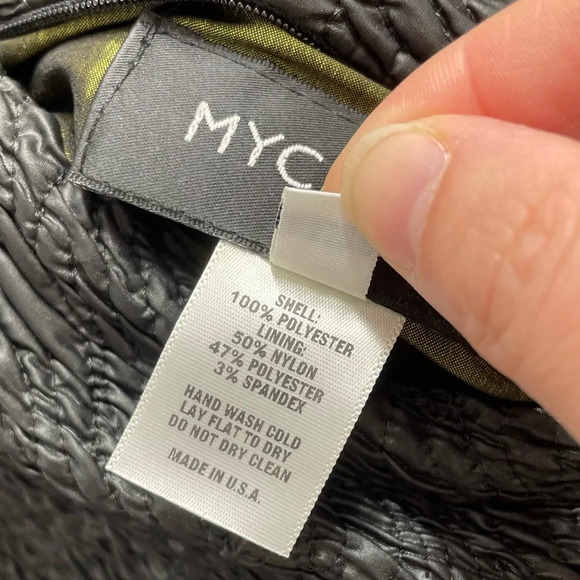 MYC
SHELL:
100% POLYESTER
LINING:
50% NYLON
47% POLYESTER
3% SPANDEX
HAND WASH COLD
LAY FLAT TO DRY
DO NOT DRY CLEAN
MADE IN U.S.A.